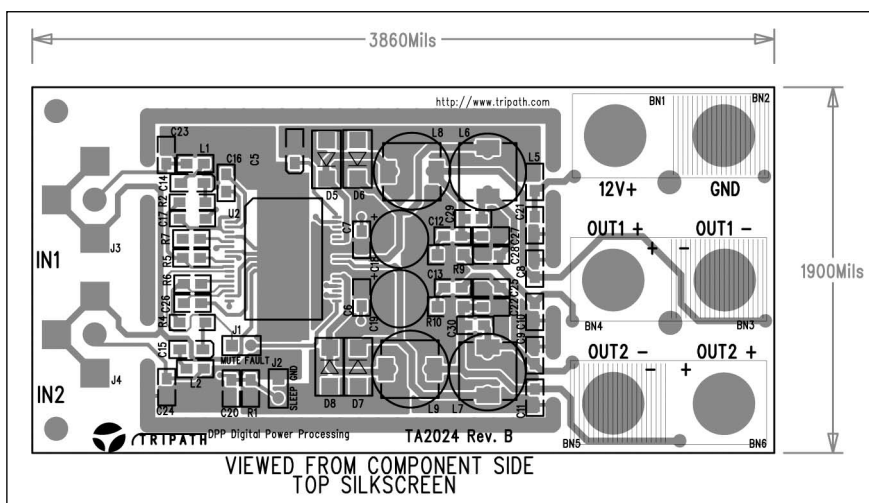 3860Mils
http://www.tripath.com
BN1
BN2
C23
L1
C16
C5
L8
L6
L5
12V+
GND
C14
R2
C17
U2
D5
D6
C29
C21
J3
IN1
R7
R5
C7
+
C18
C12
C27
C28
R9
C8
OUT1 +
OUT1 -
+
-
1900Mils
R6
C26
R4
C6
+
C19
C13
R10
C25
C22
C30
C10
C9
BN4
BN3
J1
MUTE FAULT
C15
L2
J4
IN2
C24
C20
R1
J2
SLEEP GND
D8
D7
L9
L7
C11
OUT2 -
OUT2 +
-
+
BN5
BN6
TRIPATH
DPP Digital Power Processing
TA2024 Rev. B
VIEWED FROM COMPONENT SIDE
TOP SILKSCREEN